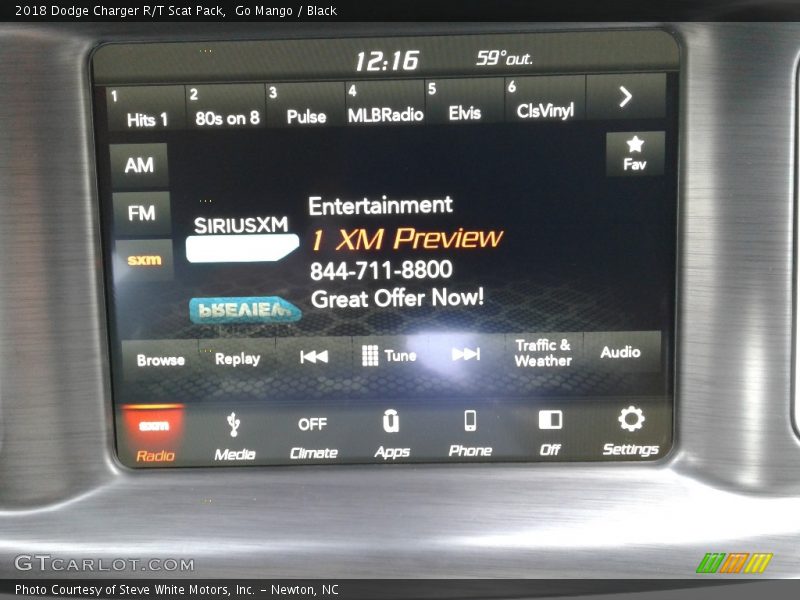 2018 Dodge Charger R/T Scat Pack,  Go Mango / Black
12:16 59°out.
1 Hits 1 2 80s on 8 3 Pulse 4 MLBRadio 5 Elvis 6 ClsVinyl
AM
Fav
FM
sxm
SIRIUSXM
Entertainment
1 XM Preview
844-711-8800
Great Offer Now!
PREVIEW
Browse Replay Tune Traffic & Weather Audio
sxm OFF
Radio Media Climate Apps Phone Off Settings
GTCARLOT.COM
Photo Courtesy of Steve White Motors, Inc. – Newton, NC